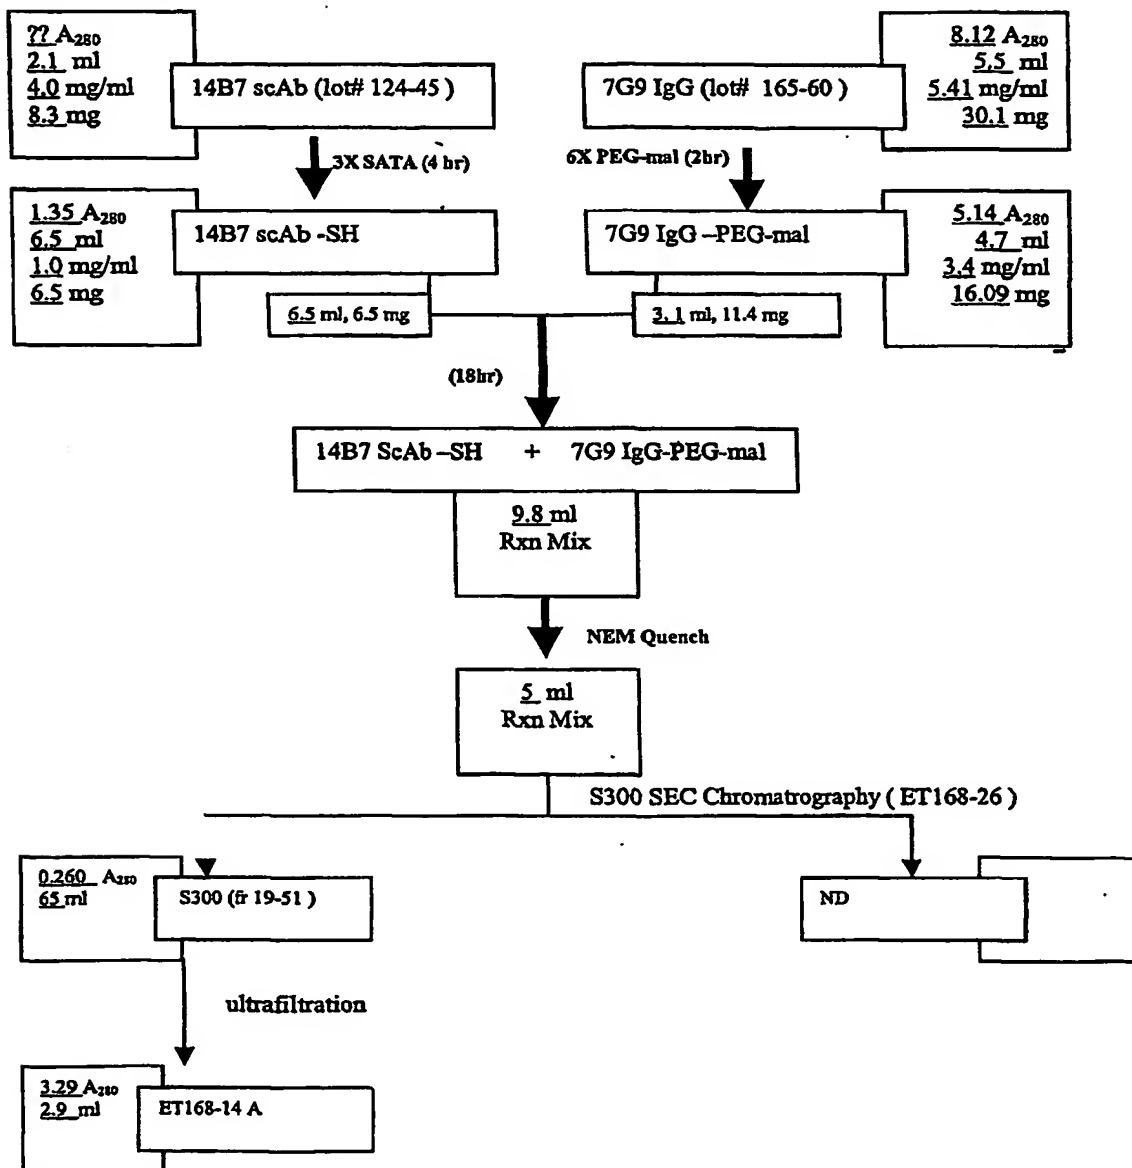 ?? A280
2.1 ml
4.0 mg/ml
8.3 mg
14B7 scAb (lot# 124-45 )
7G9 IgG (lot# 165-60 )
8.12 A280
5.5 ml
5.41 mg/ml
30.1 mg
3X SATA (4 hr)
6X PEG-mal (2hr)
1.35 A280
6.5 ml
1.0 mg/ml
6.5 mg
14B7 scAb -SH
7G9 IgG –PEG-mal
5.14 A280
4.7 ml
3.4 mg/ml
16.09 mg
6.5 ml, 6.5 mg
3.1 ml, 11.4 mg
(18hr)
14B7 ScAb –SH + 7G9 IgG-PEG-mal
9.8 ml
Rxn Mix
NEM Quench
5 ml
Rxn Mix
S300 SEC Chromatrography ( ET168-26 )
0.260 A280
65 ml
S300 (fr 19-51 )
ND
ultrafiltration
3.29 A280
2.9 ml
ET168-14 A